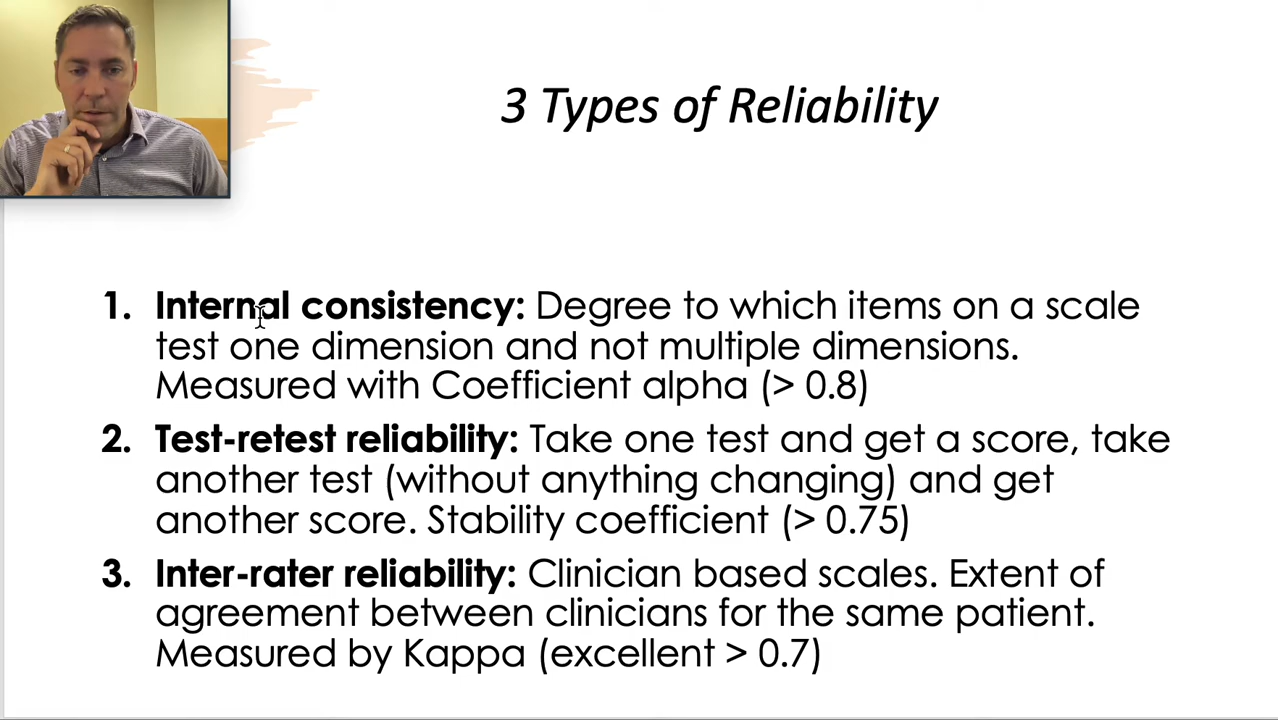 3 Types of Reliability
1. Internal consistency: Degree to which items on a scale
test one dimension and not multiple dimensions.
Measured with Coefficient alpha (> 0.8)
2. Test-retest reliability: Take one test and get a score, take
another test (without anything changing) and get
another score. Stability coefficient (> 0.75)
3. Inter-rater reliability: Clinician based scales. Extent of
agreement between clinicians for the same patient.
Measured by Kappa (excellent > 0.7)